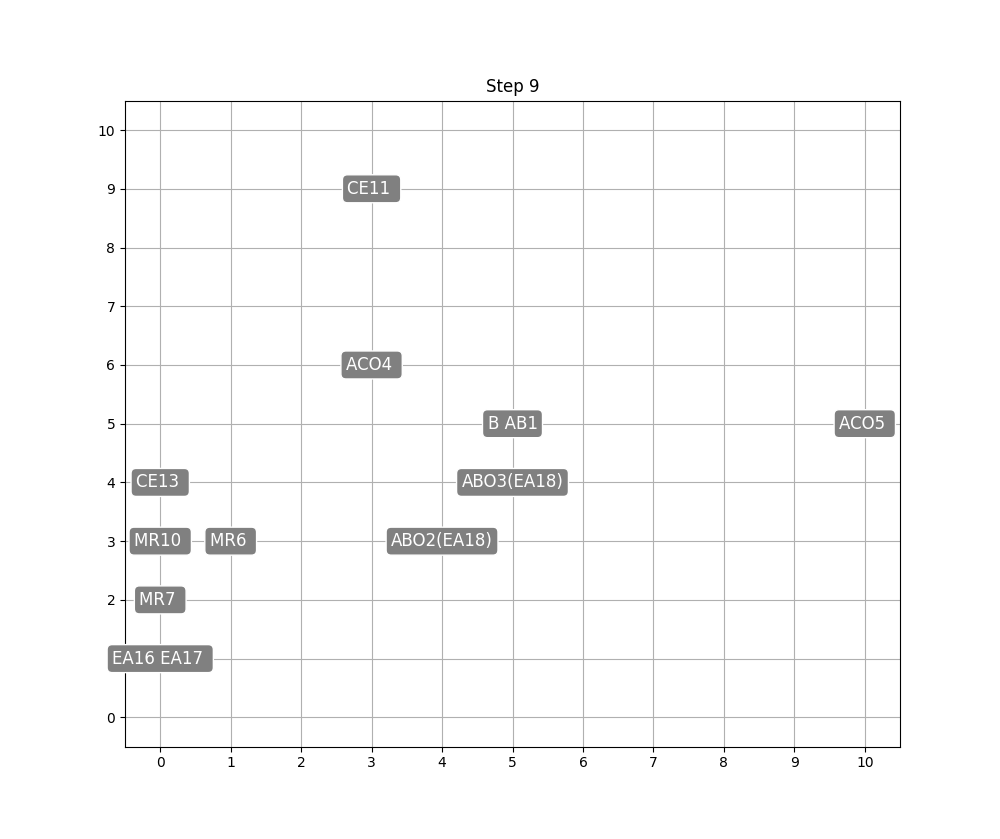 Step 9
10
9 CE11
8
7
6 ACO4
5 B AB1 ACO5
4 CE13 ABO3(EA18)
3 MR10 MR6 ABO2(EA18)
2 MR7
EA16 EA17
0
0 1 2 3 4 5 6 7 8 9 10